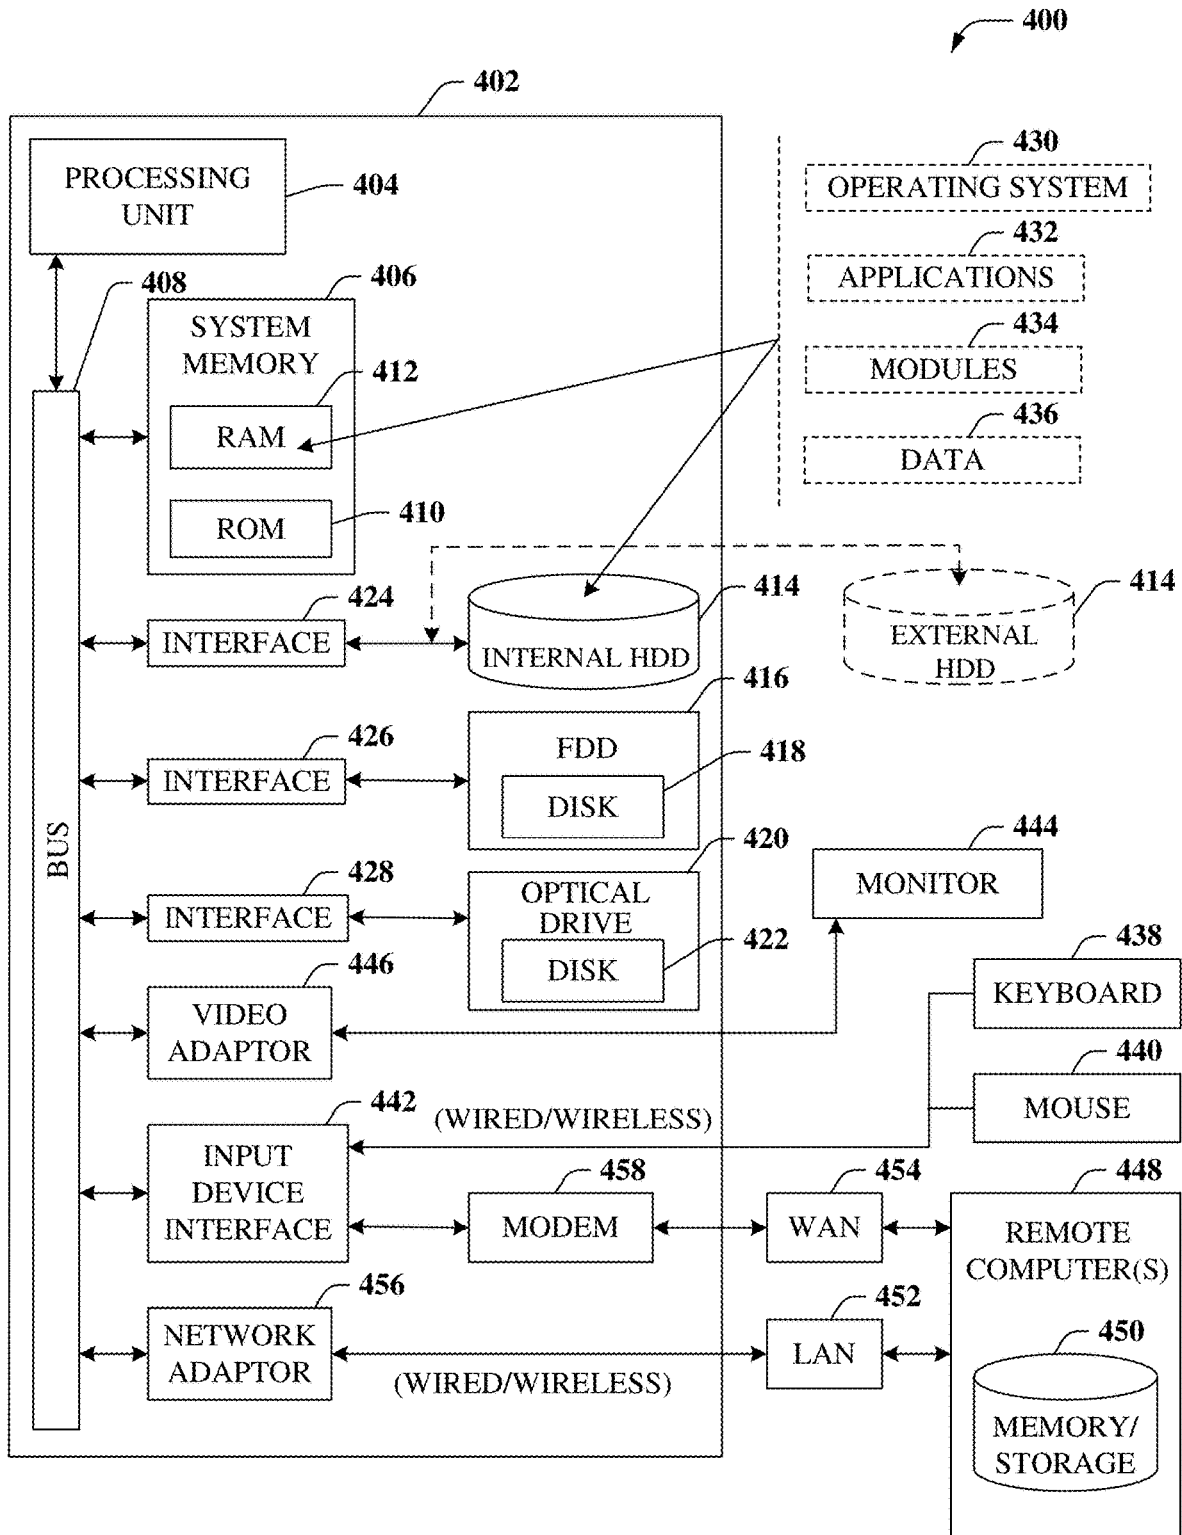 400
402
PROCESSING
UNIT
404
430
OPERATING SYSTEM
432
APPLICATIONS
434
MODULES
436
DATA
408
406
SYSTEM
MEMORY
412
RAM
410
ROM
424
INTERFACE
414
INTERNAL HDD
414
EXTERNAL
HDD
416
FDD
426
INTERFACE
418
DISK
BUS
420
OPTICAL
DRIVE
428
INTERFACE
422
DISK
444
MONITOR
446
VIDEO
ADAPTOR
438
KEYBOARD
440
MOUSE
442
(WIRED/WIRELESS)
INPUT
DEVICE
INTERFACE
458
MODEM
454
WAN
448
REMOTE
COMPUTER(S)
456
NETWORK
ADAPTOR
(WIRED/WIRELESS)
452
LAN
450
MEMORY/
STORAGE